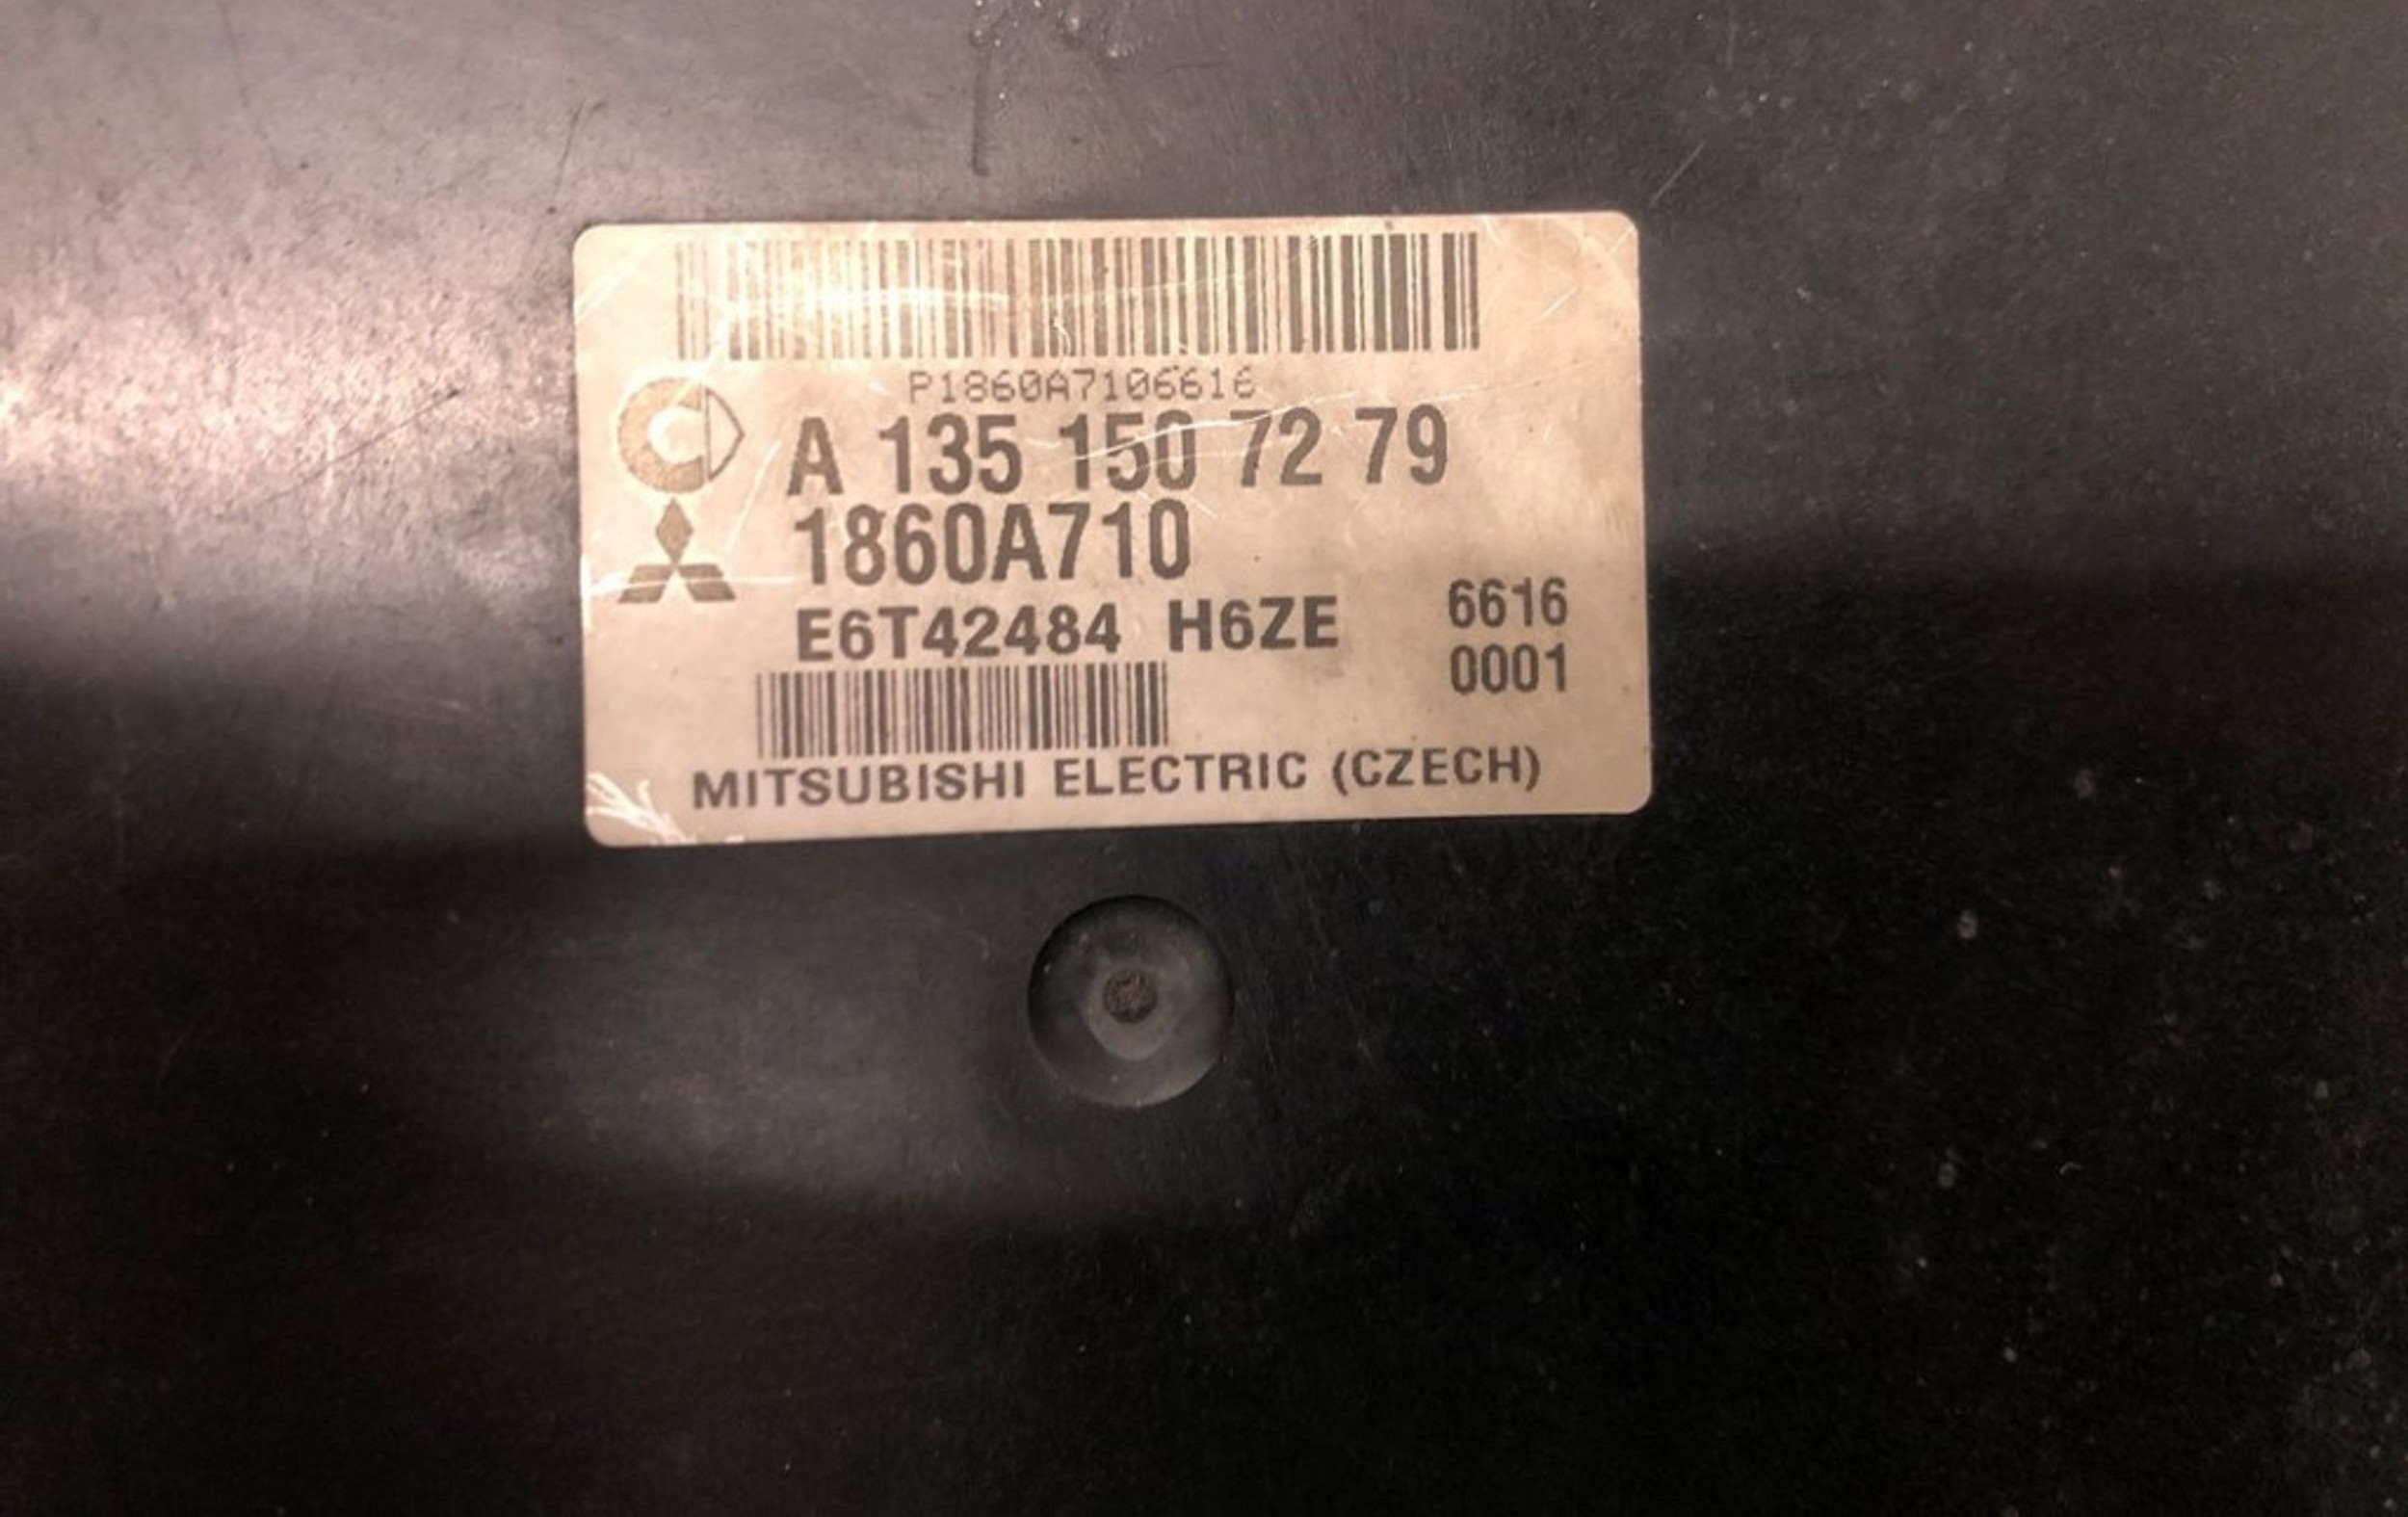 P1860A7106616
A 135 150 72 79
1860A710
E6T42484 H6ZE
6616
0001
MITSUBISHI ELECTRIC (CZECH)